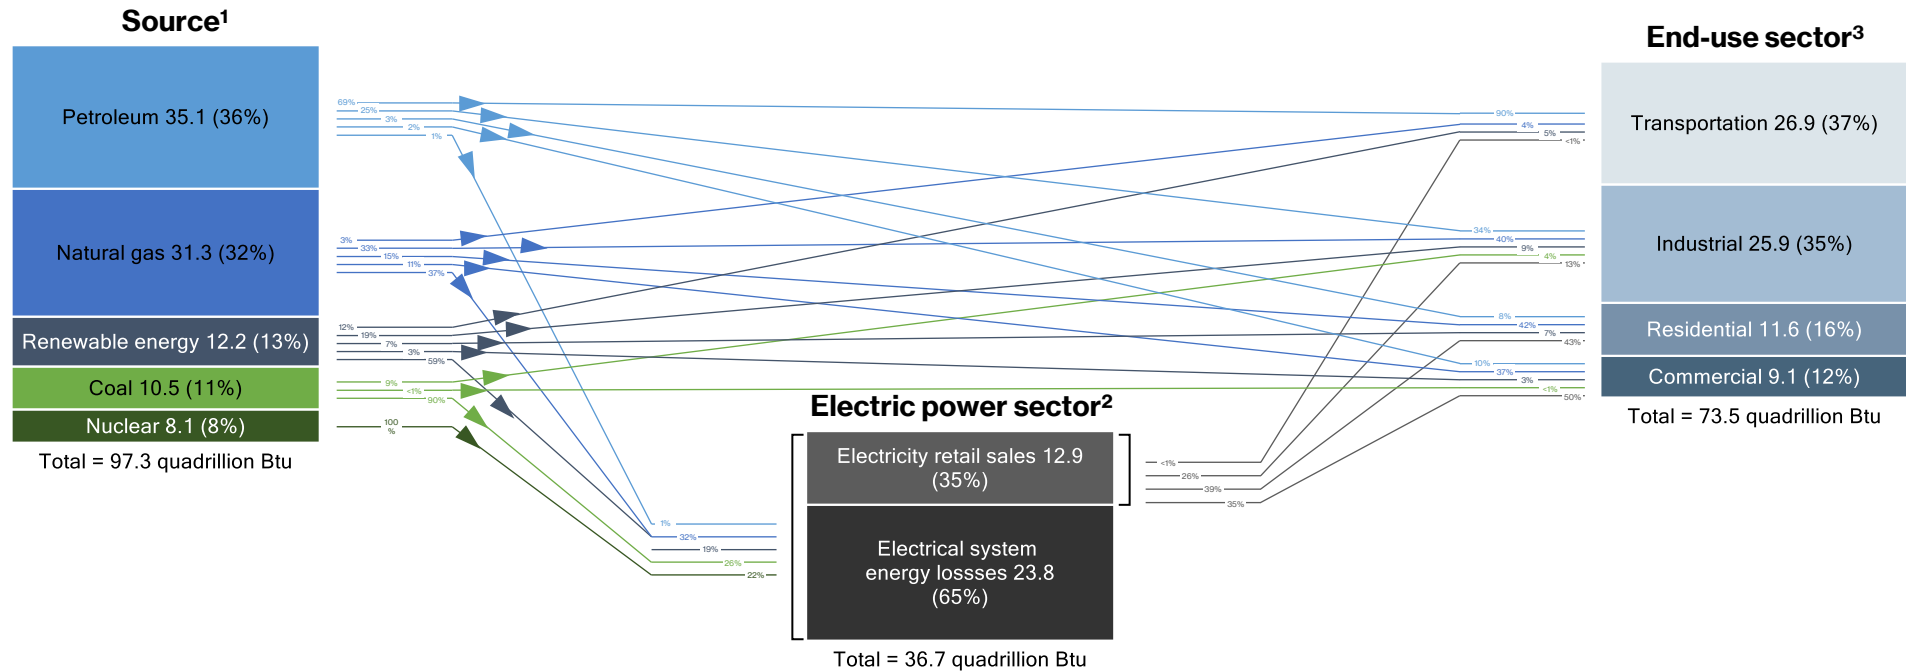 Source¹
Petroleum 35.1 (36%)
Natural gas 31.3 (32%)
Renewable energy 12.2 (13%)
Coal 10.5 (11%)
Nuclear 8.1 (8%)
Total = 97.3 quadrillion Btu
69%
25%
3%
2%
1%
3%
33%
15%
11%
37%
12%
19%
7%
3%
59%
9%
<1%
90%
100
%
Electric power sector²
Electricity retail sales 12.9
(35%)
Electrical system
energy lossses 23.8
(65%)
Total = 36.7 quadrillion Btu
1%
32%
19%
26%
22%
<1%
26%
39%
35%
End-use sector³
Transportation 26.9 (37%)
Industrial 25.9 (35%)
Residential 11.6 (16%)
Commercial 9.1 (12%)
Total = 73.5 quadrillion Btu
90%
4%
5%
<1%
34%
40%
9%
4%
13%
8%
42%
7%
43%
10%
37%
3%
<1%
50%